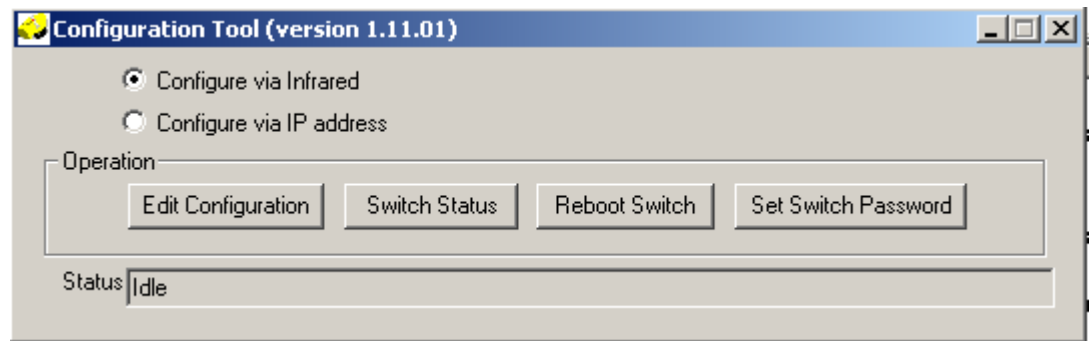 Configuration Tool (version 1.11.01)
Configure via Infrared
Configure via IP address
Operation
Edit Configuration Switch Status Reboot Switch Set Switch Password
Status Idle